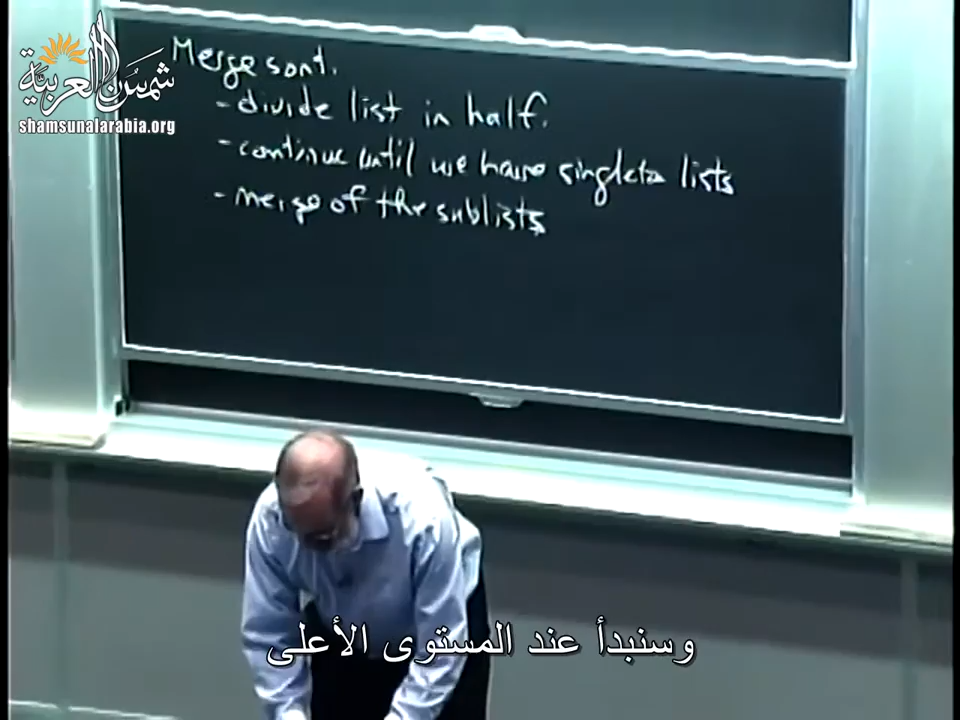 شمس العربية
shamsunalarabia.org
Merge sort.
- divide list in half.
- continue until we have singleton lists
- merge of the sublists
وسنبدأ عند المستوى الأعلى